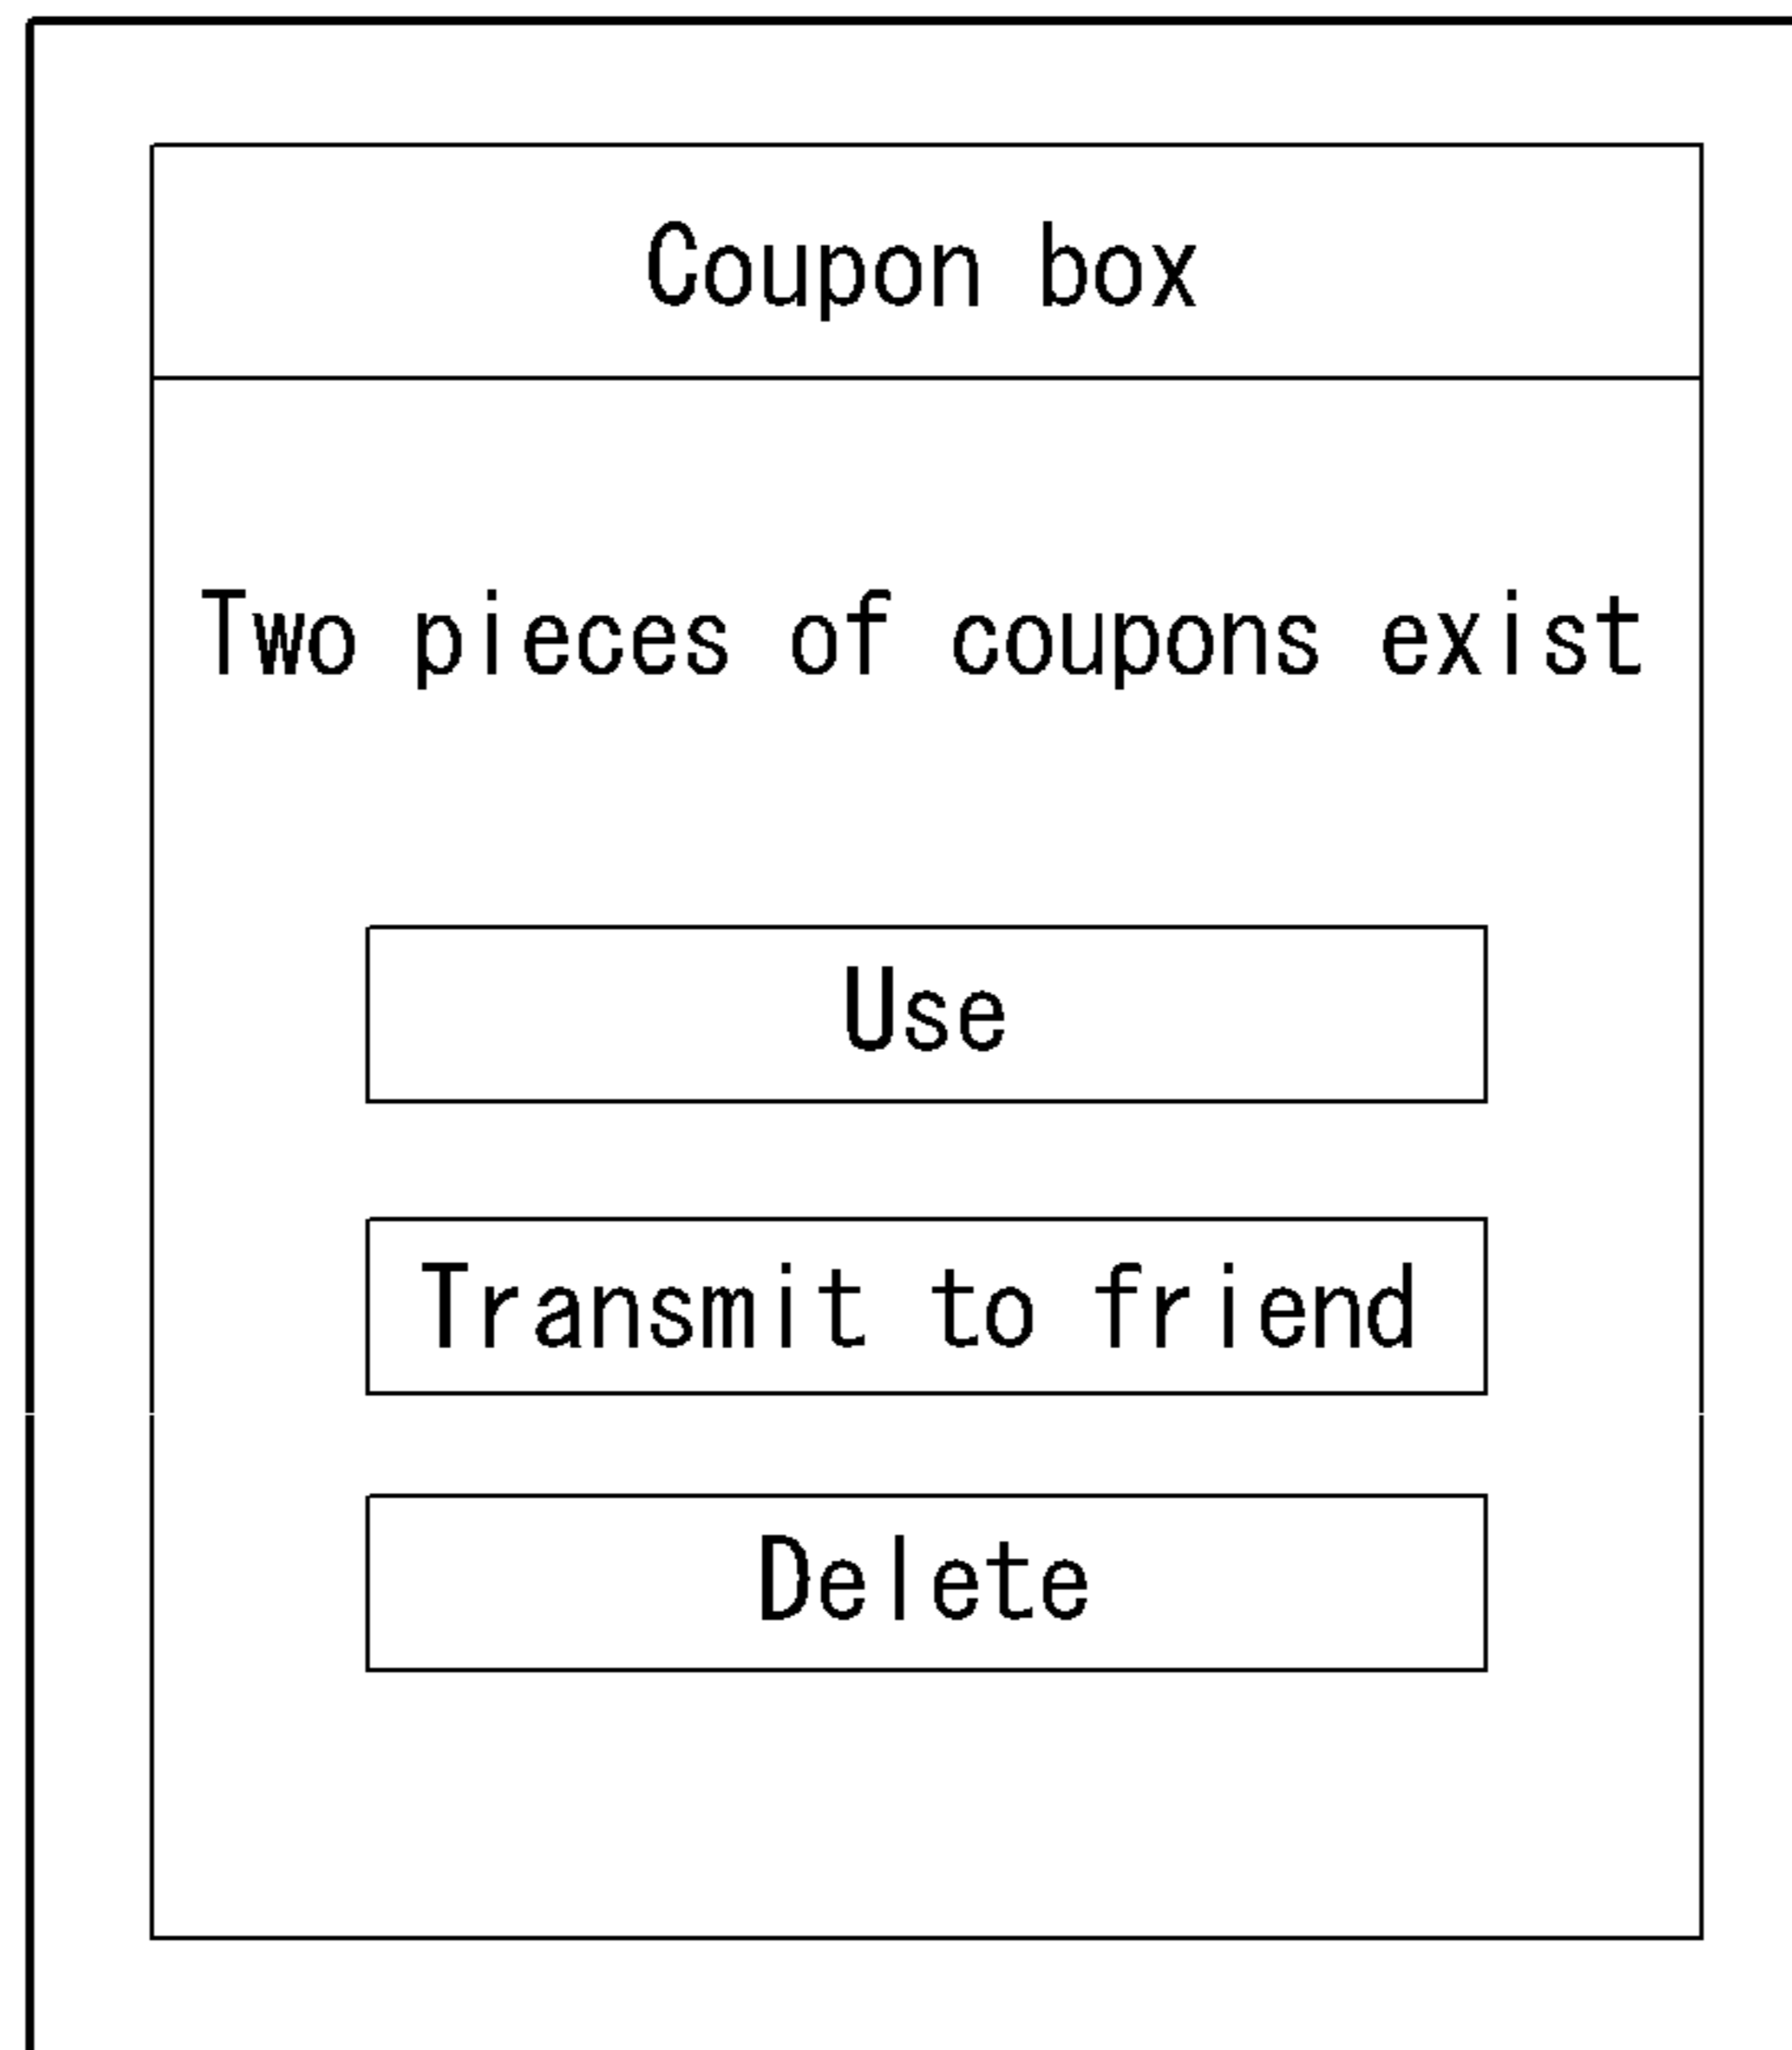 Coupon box
Two pieces of coupons exist
Use
Transmit to friend
Delete